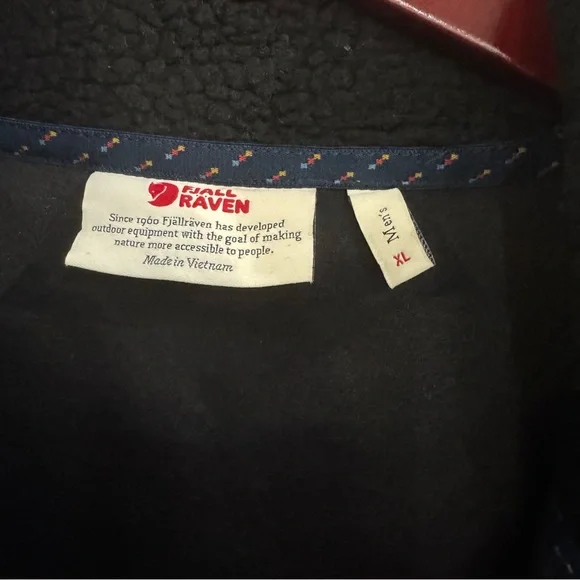 FJÄLL
RÄVEN
Since 1960 Fjällräven has developed
outdoor equipment with the goal of making
nature more accessible to people.
Made in Vietnam
Men's
XL